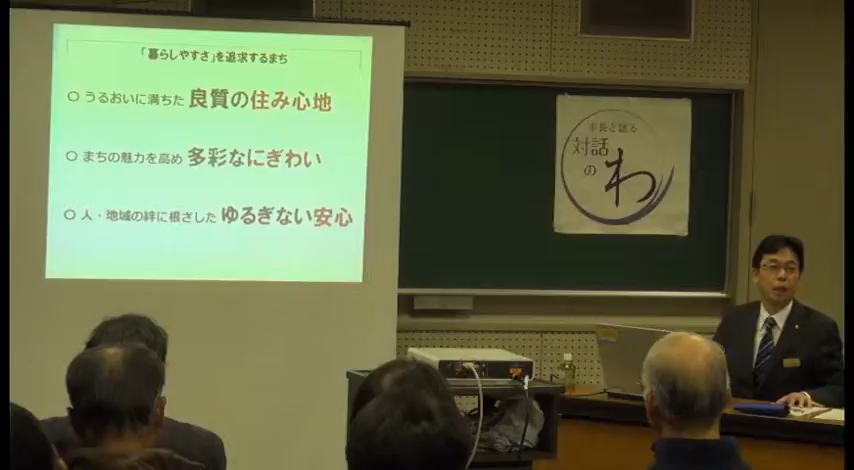 「暮らしやすさ」を追求するまち
○ うるおいに満ちた 良質の住み心地
○ まちの魅力を高め 多彩なにぎわい
○ 人・地域の絆に根ざした ゆるぎない安心
市長と語る
対話
の
わ